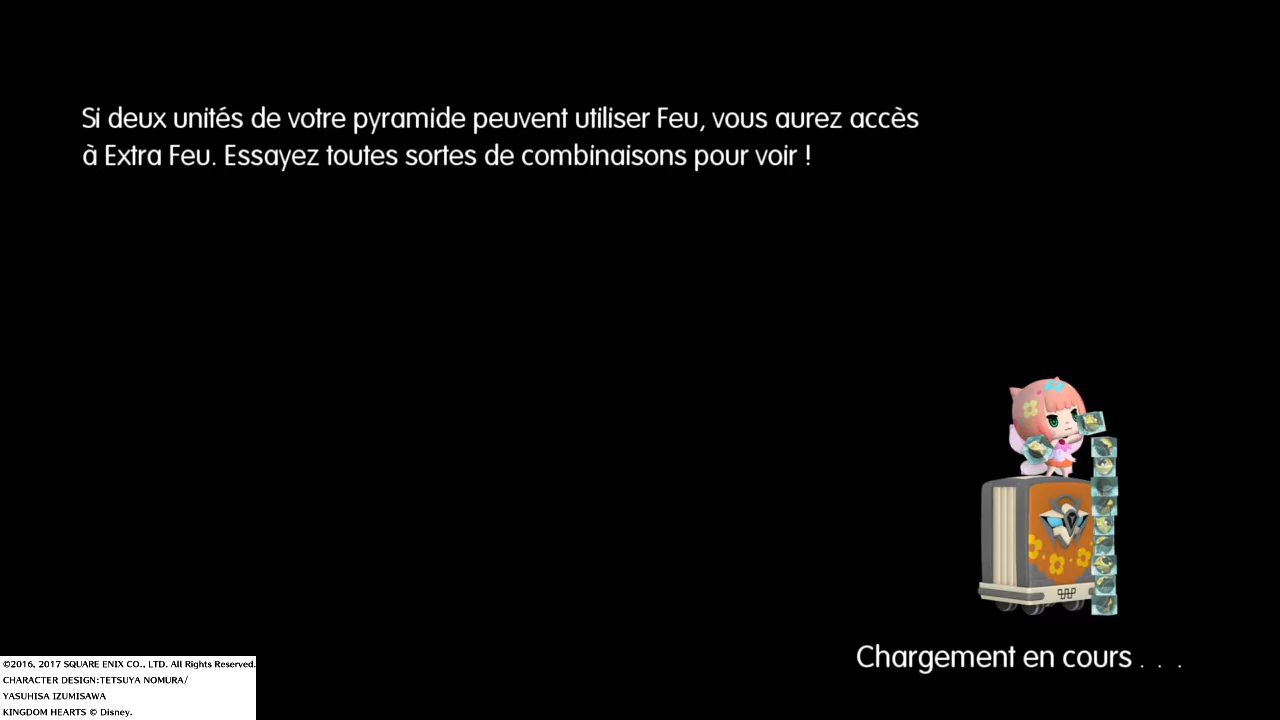 Si deux unités de votre pyramide peuvent utiliser Feu, vous aurez accès
à Extra Feu. Essayez toutes sortes de combinaisons pour voir !
Chargement en cours . . .
©2016, 2017 SQUARE ENIX CO., LTD. All Rights Reserved.
CHARACTER DESIGN:TETSUYA NOMURA/
YASUHISA IZUMISAWA
KINGDOM HEARTS © Disney.